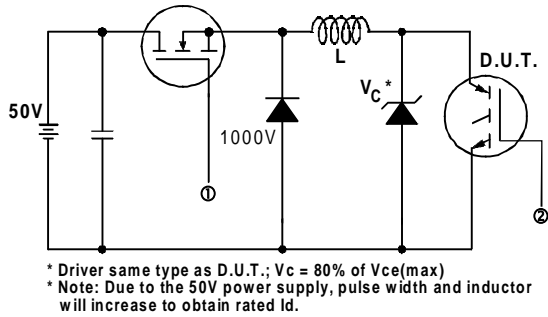 50V
1000V
L
V_C *
D.U.T.
①
②
* Driver same type as D.U.T.; Vc = 80% of Vce(max)
* Note: Due to the 50V power supply, pulse width and inductor
will increase to obtain rated Id.